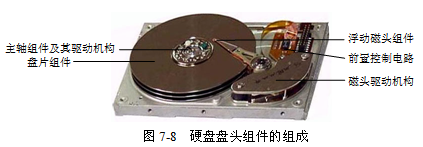 主轴组件及其驱动机构
盘片组件
浮动磁头组件
前置控制电路
磁头驱动机构
图 7-8 硬盘盘头组件的组成